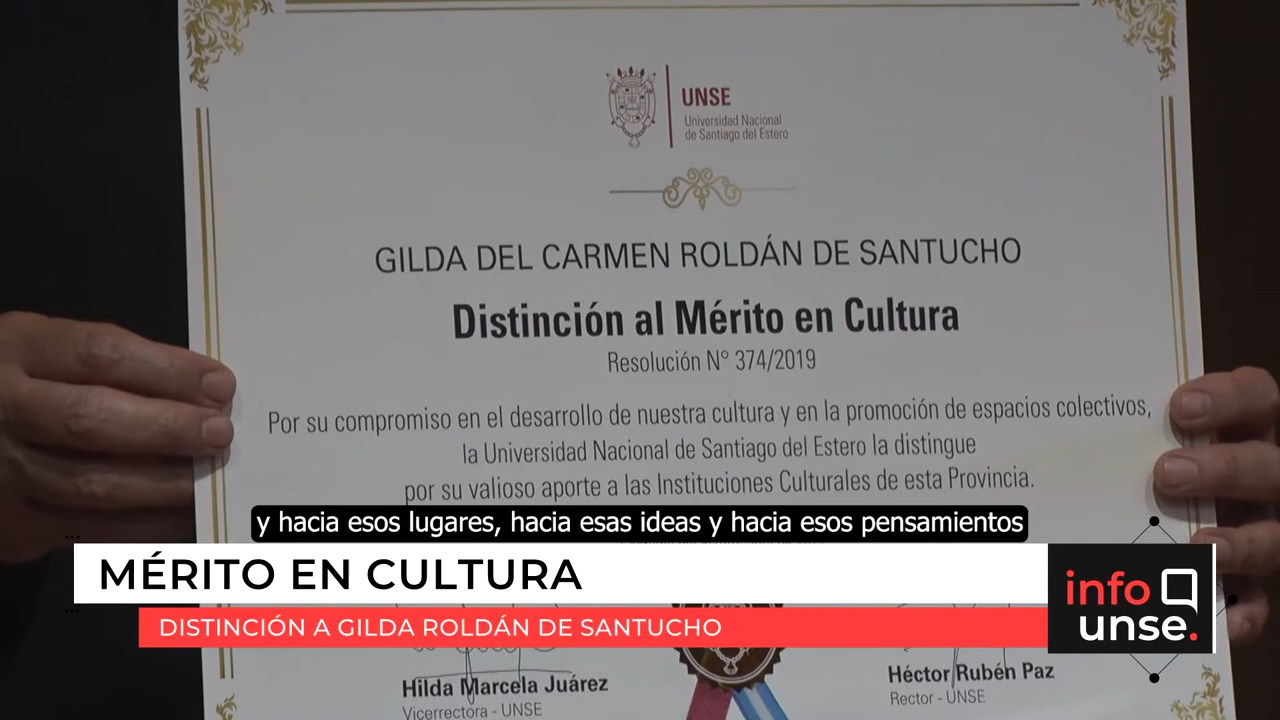 UNSE
Universidad Nacional
de Santiago del Estero
GILDA DEL CARMEN ROLDÁN DE SANTUCHO
Distinción al Mérito en Cultura
Resolución N° 374/2019
Por su compromiso en el desarrollo de nuestra cultura y en la promoción de espacios colectivos,
la Universidad Nacional de Santiago del Estero la distingue
por su valioso aporte a las Instituciones Culturales de esta Provincia.
y hacia esos lugares, hacia esas ideas y hacia esos pensamientos
MÉRITO EN CULTURA
DISTINCIÓN A GILDA ROLDÁN DE SANTUCHO
info
unse.
Hilda Marcela Juárez
Vicerrectora - UNSE
Héctor Rubén Paz
Rector - UNSE